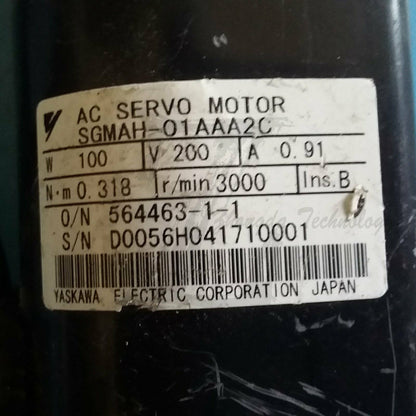 AC SERVO MOTOR
SGMAH-01AAA2C
W 100 V 200 A 0.91
N·m 0.318 r/min 3000 Ins. B
O/N 564463-1-1
S/N D0056H041710001
YASKAWA ELECTRIC CORPORATION JAPAN
Technology